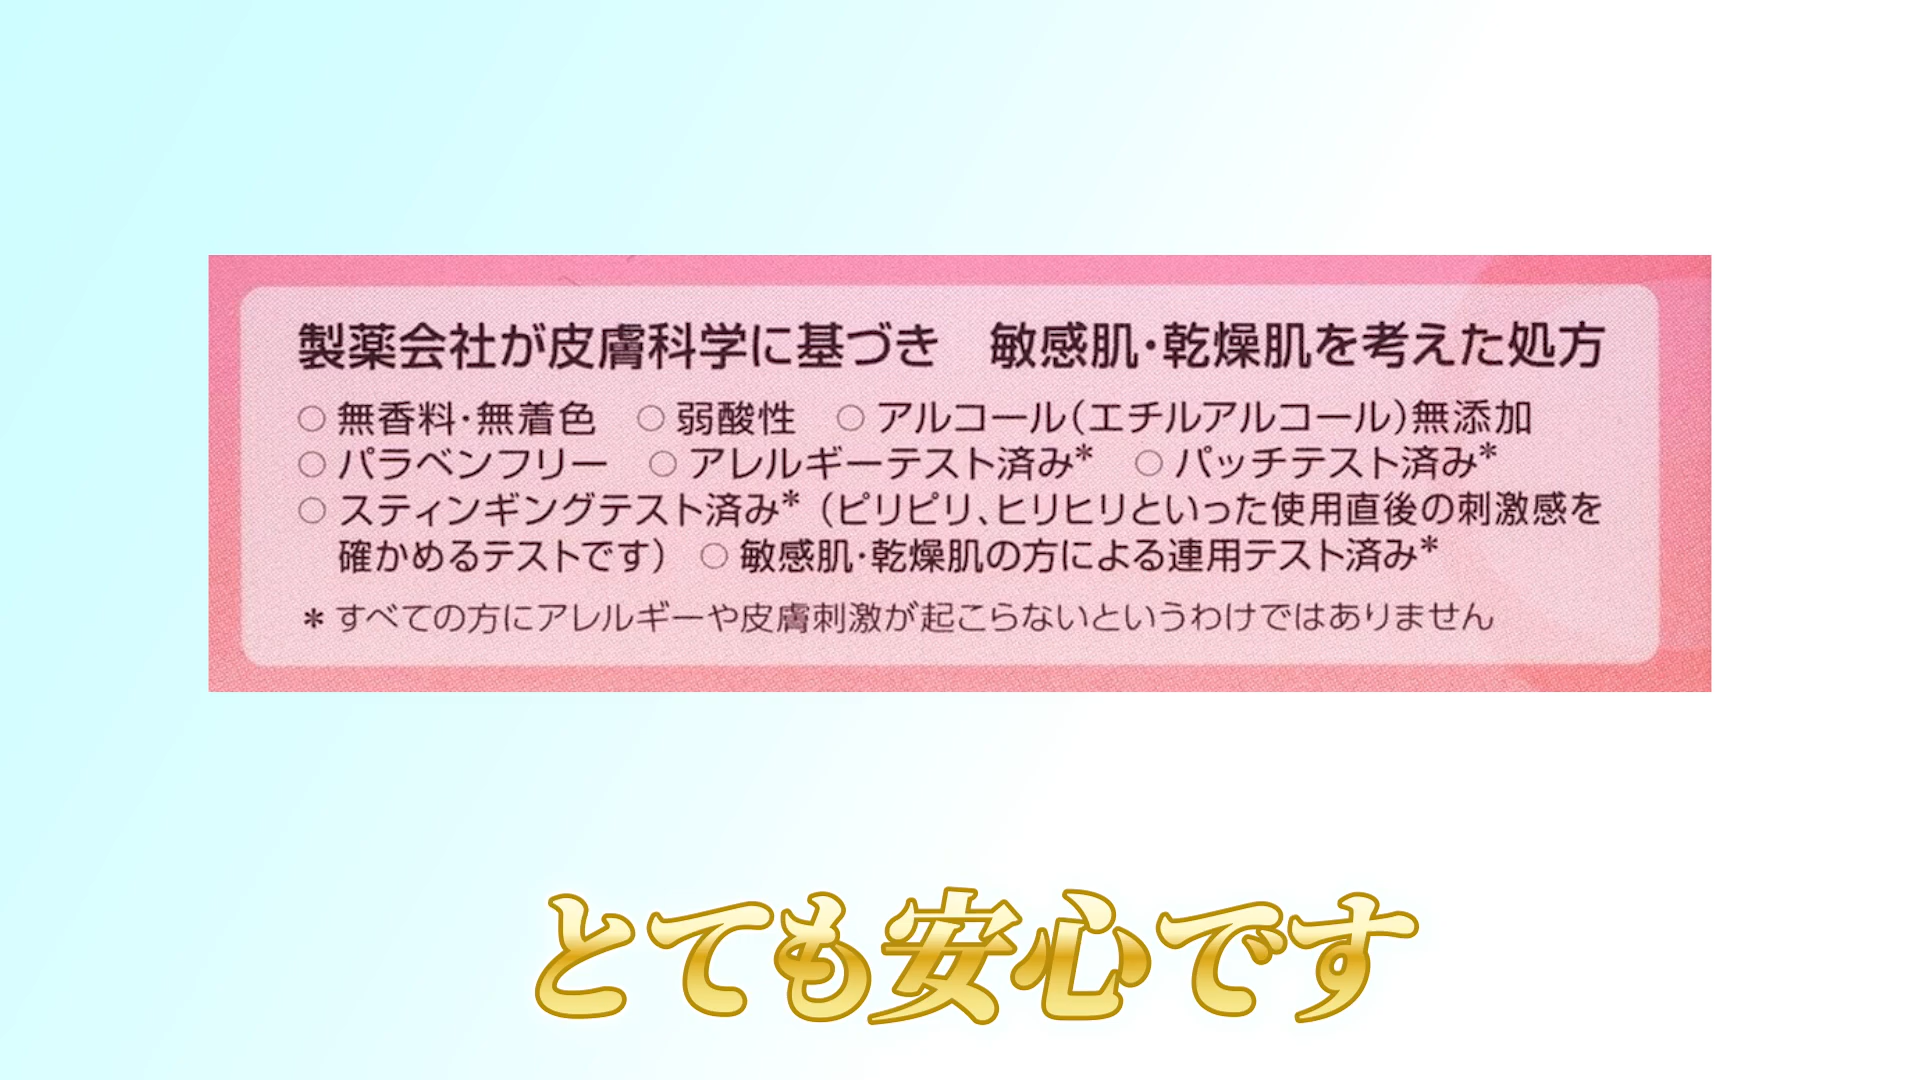 製薬会社が皮膚科学に基づき　敏感肌・乾燥肌を考えた処方
○ 無香料・無着色　○ 弱酸性　○ アルコール（エチルアルコール）無添加
○ パラベンフリー　○ アレルギーテスト済み*　○ パッチテスト済み*
○ スティンギングテスト済み*（ピリピリ、ヒリヒリといった使用直後の刺激感を
確かめるテストです）　○ 敏感肌・乾燥肌の方による連用テスト済み*
* すべての方にアレルギーや皮膚刺激が起こらないというわけではありません
とても安心です